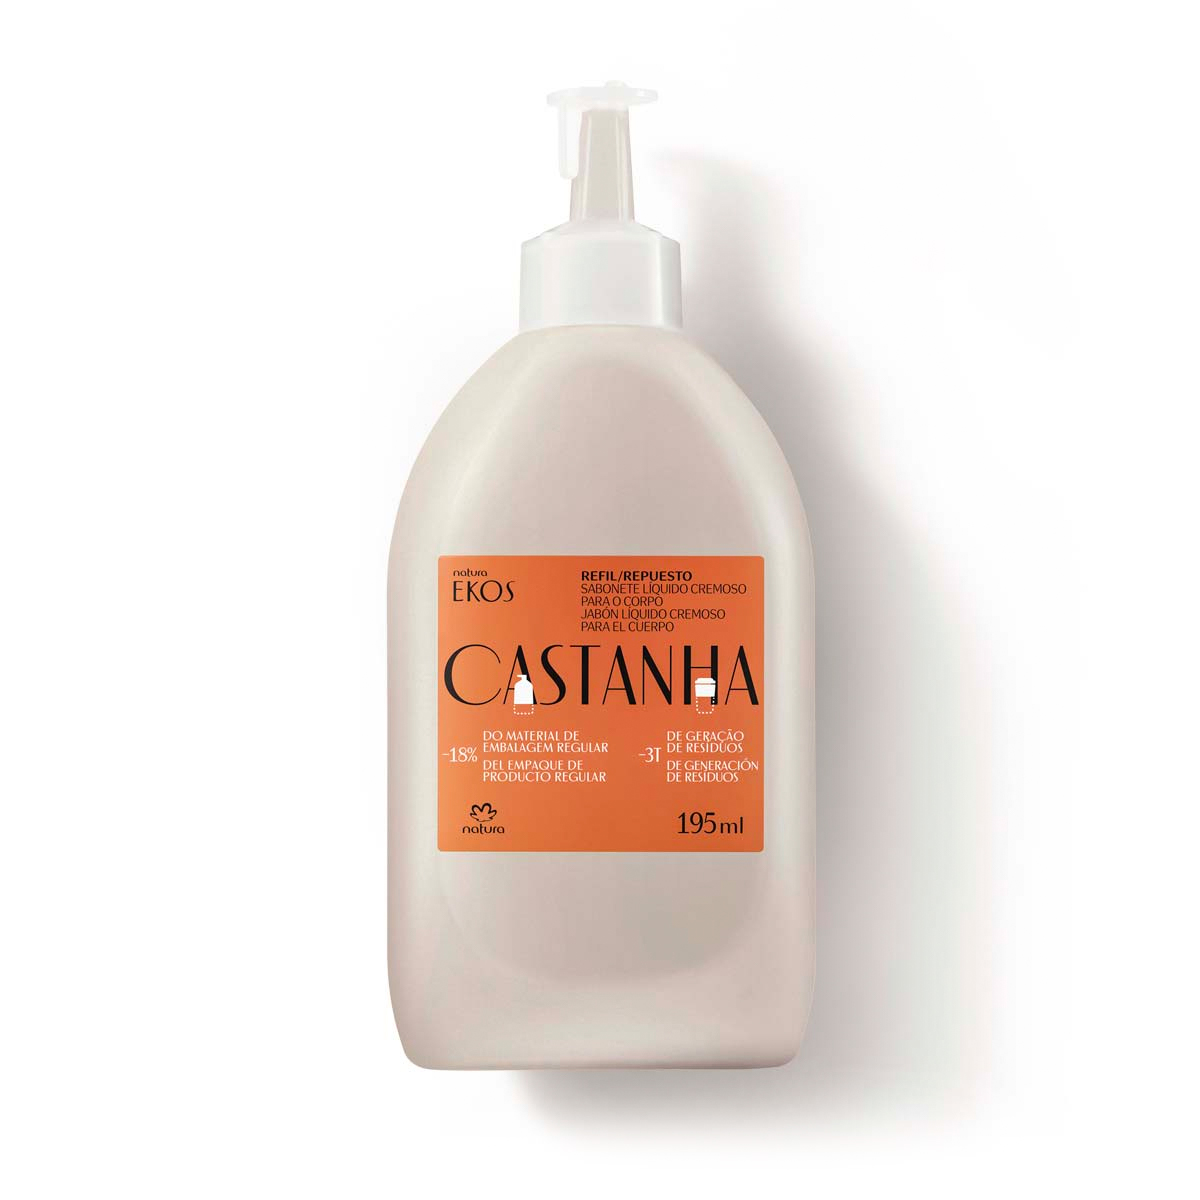 natura
EKOS
REFIL/REPUESTO
SABONETE LÍQUIDO CREMOSO
PARA O CORPO
JABÓN LÍQUIDO CREMOSO
PARA EL CUERPO
CASTANHA
-18%
DO MATERIAL DE
EMBALAGEM REGULAR
DEL EMPAQUE DE
PRODUCTO REGULAR
-3T
DE GERAÇÃO
DE RESÍDUOS
DE GENERACIÓN
DE RESÍDUOS
natura
195ml